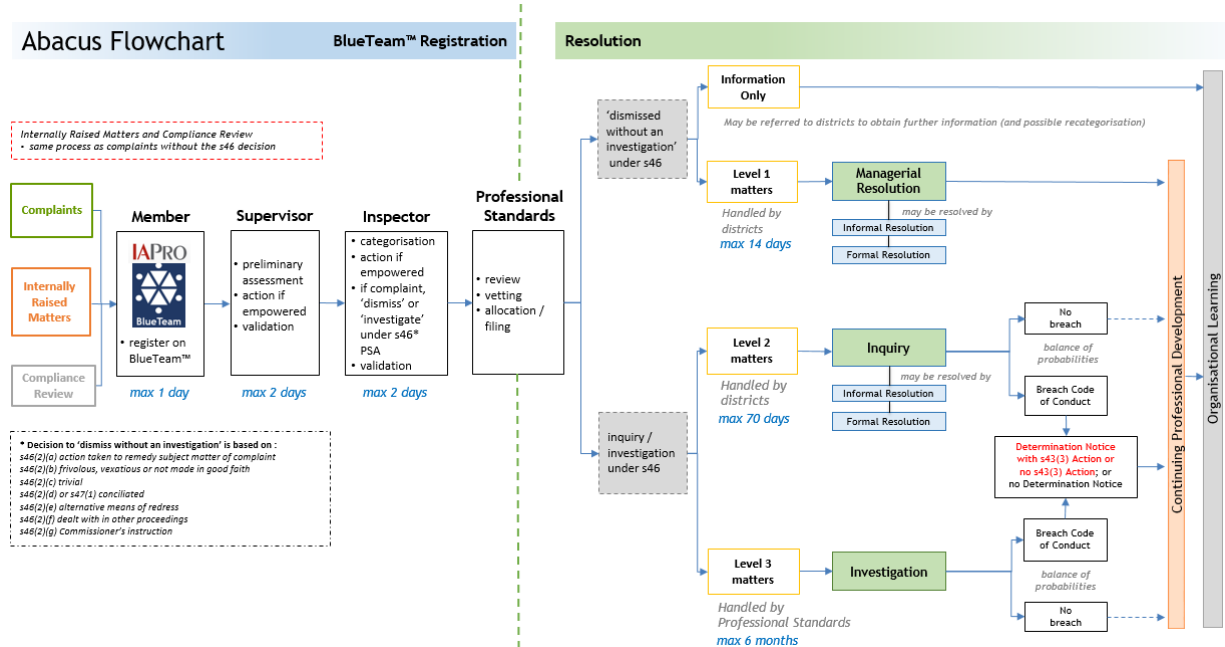 Abacus Flowchart
BlueTeam™ Registration
Resolution
Internally Raised Matters and Compliance Review
• same process as complaints without the s46 decision
Complaints
Internally
Raised
Matters
Compliance
Review
Member
IAPRO
BlueTeam
• register on
BlueTeam™
max 1 day
Supervisor
• preliminary
assessment
• action if
empowered
• validation
max 2 days
Inspector
• categorisation
• action if
empowered
• if complaint,
‘dismiss’ or
‘investigate’
under s46*
PSA
• validation
max 2 days
Professional
Standards
• review
• vetting
• allocation /
filing
* Decision to ‘dismiss without an investigation’ is based on :
s46(2)(a) action taken to remedy subject matter of complaint
s46(2)(b) frivolous, vexatious or not made in good faith
s46(2)(c) trivial
s46(2)(d) or s47(1) conciliated
s46(2)(e) alternative means of redress
s46(2)(f) dealt with in other proceedings
s46(2)(g) Commissioner’s instruction
‘dismissed
without an
investigation’
under s46
Information
Only
May be referred to districts to obtain further information (and possible recategorisation)
Level 1
matters
Handled by
districts
max 14 days
Managerial
Resolution
may be resolved by
Informal Resolution
Formal Resolution
inquiry /
investigation
under s46
Level 2
matters
Handled by
districts
max 70 days
Inquiry
may be resolved by
Informal Resolution
Formal Resolution
No
breach
balance of
probabilities
Breach Code
of Conduct
Determination Notice
with s43(3) Action or
no s43(3) Action; or
no Determination Notice
Level 3
matters
Handled by
Professional Standards
max 6 months
Investigation
Breach Code
of Conduct
balance of
probabilities
No
breach
Continuing Professional Development
Organisational Learning